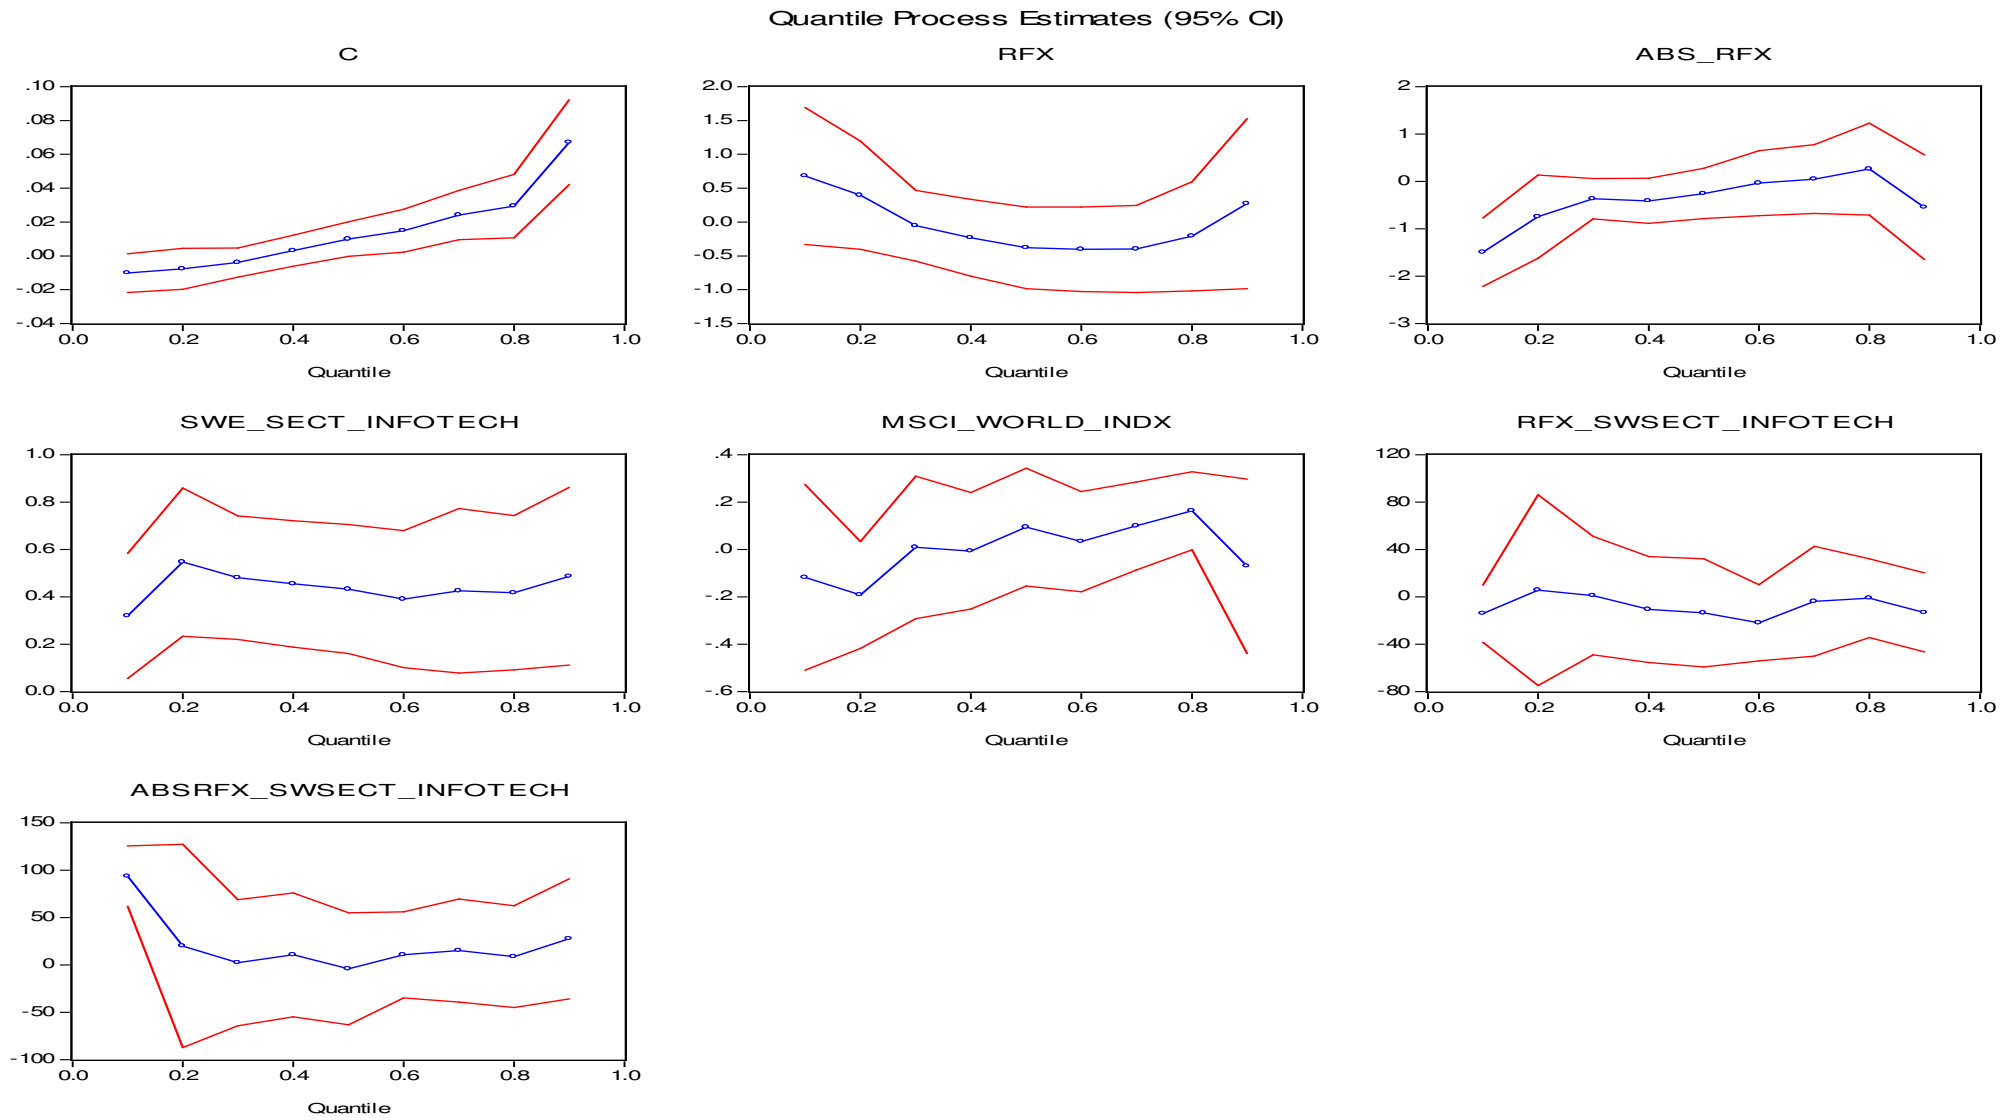 Quantile Process Estimates (95% CI)
C
.10
.08
.06
.04
.02
.00
-.02
-.04
0.0 0.2 0.4 0.6 0.8 1.0
Quantile
RFX
2.0
1.5
1.0
0.5
0.0
-0.5
-1.0
-1.5
0.0 0.2 0.4 0.6 0.8 1.0
Quantile
ABS_RFX
2
1
0
-1
-2
-3
0.0 0.2 0.4 0.6 0.8 1.0
Quantile
SWE_SECT_INFOTECH
1.0
0.8
0.6
0.4
0.2
0.0
0.0 0.2 0.4 0.6 0.8 1.0
Quantile
MSCI_WORLD_INDX
.4
.2
.0
-.2
-.4
-.6
0.0 0.2 0.4 0.6 0.8 1.0
Quantile
RFX_SWSECT_INFOTECH
120
80
40
0
-40
-80
0.0 0.2 0.4 0.6 0.8 1.0
Quantile
ABSRFX_SWSECT_INFOTECH
150
100
50
0
-50
-100
0.0 0.2 0.4 0.6 0.8 1.0
Quantile